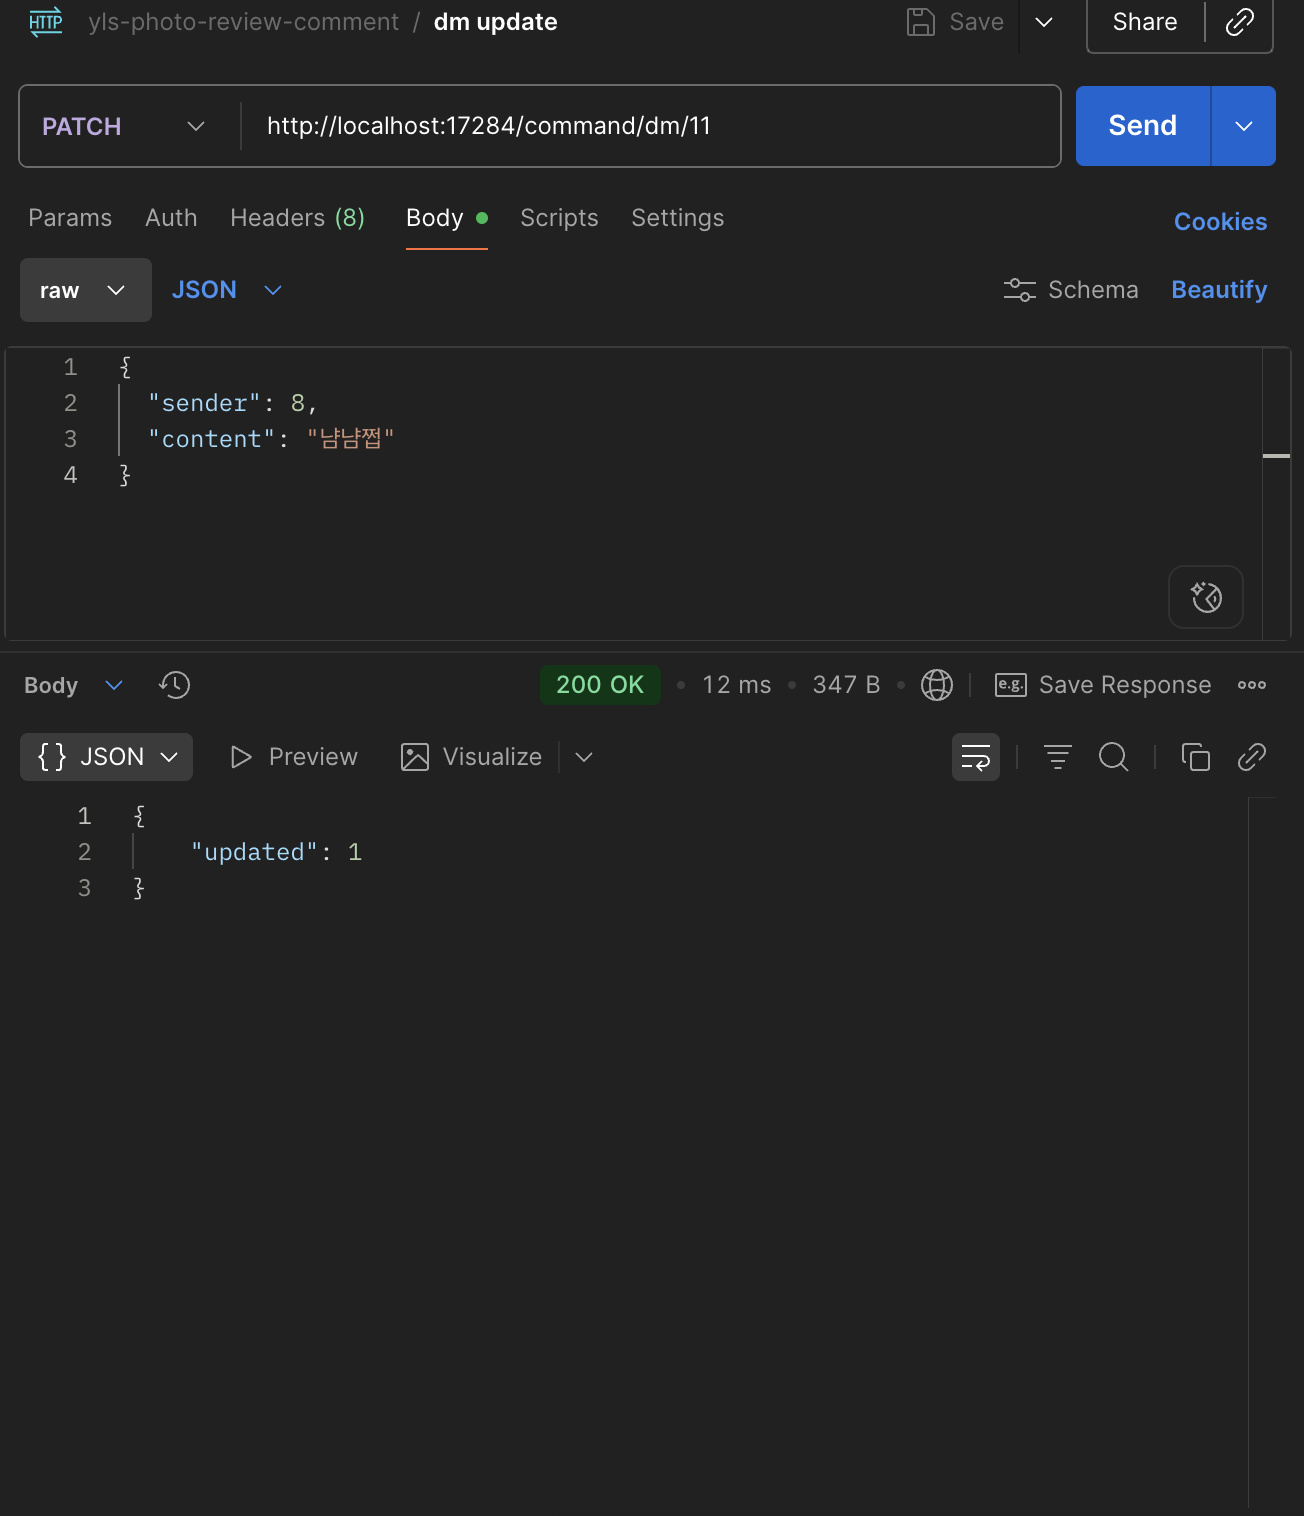 HTTP yls-photo-review-comment / dm update Save Share
PATCH http://localhost:17284/command/dm/11 Send
Params Auth Headers (8) Body Scripts Settings Cookies
raw JSON Schema Beautify
1 {
2 "sender": 8,
3 "content": "냠냠쩝"
4 }
Body 200 OK • 12 ms • 347 B • e.g. Save Response
{} JSON Preview Visualize
1 {
2 "updated": 1
3 }